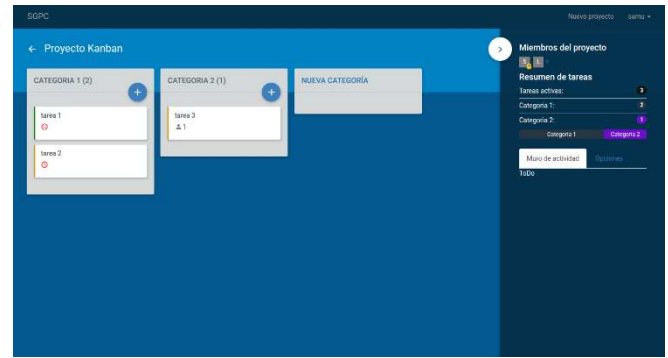 SGPC
Nuevo proyecto samu
← Proyecto Kanban
CATEGORIA 1 (2)
tarea 1
tarea 2
CATEGORIA 2 (1)
tarea 3
1
NUEVA CATEGORÍA
Miembros del proyecto
S L
Resumen de tareas
Tareas activas: 3
Categoria 1: 2
Categoria 2: 1
Categoria 1 Categoria 2
Muro de actividad Opciones
ToDo